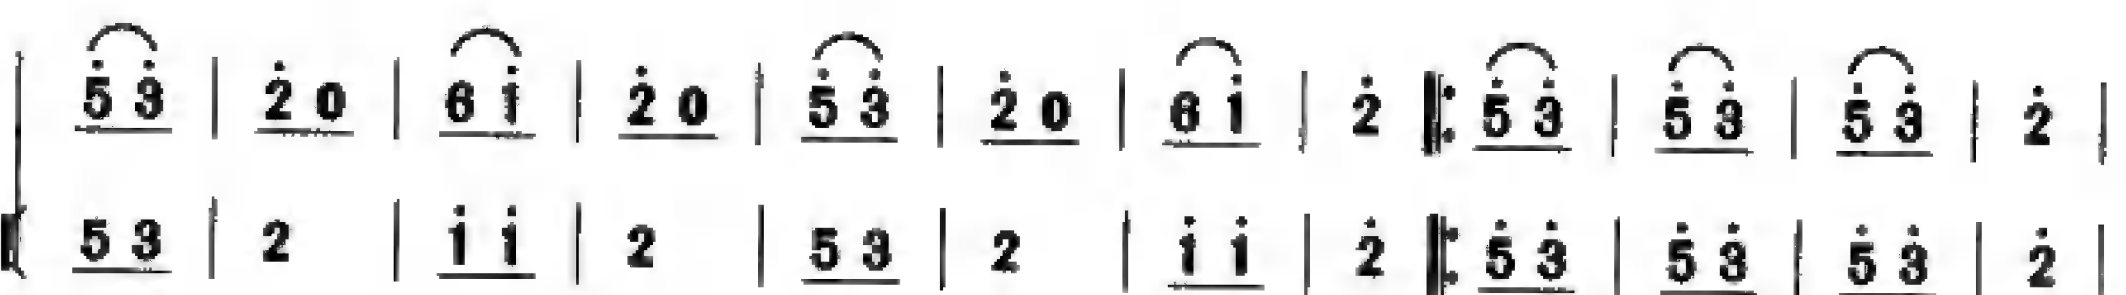 5̇ 3̇ | 2̇ 0 | 6 1̇ | 2̇ 0 | 5̇ 3̇ | 2̇ 0 | 6 1̇ | 2̇ ‖: 5̇ 3̇ | 5̇ 3̇ | 5̇ 3̇ | 2̇ |
5 3 | 2 | 1̇ 1̇ | 2 | 5 3 | 2 | 1̇ 1̇ | 2̇ ‖: 5̇ 3̇ | 5̇ 3̇ | 5̇ 3̇ | 2̇ |